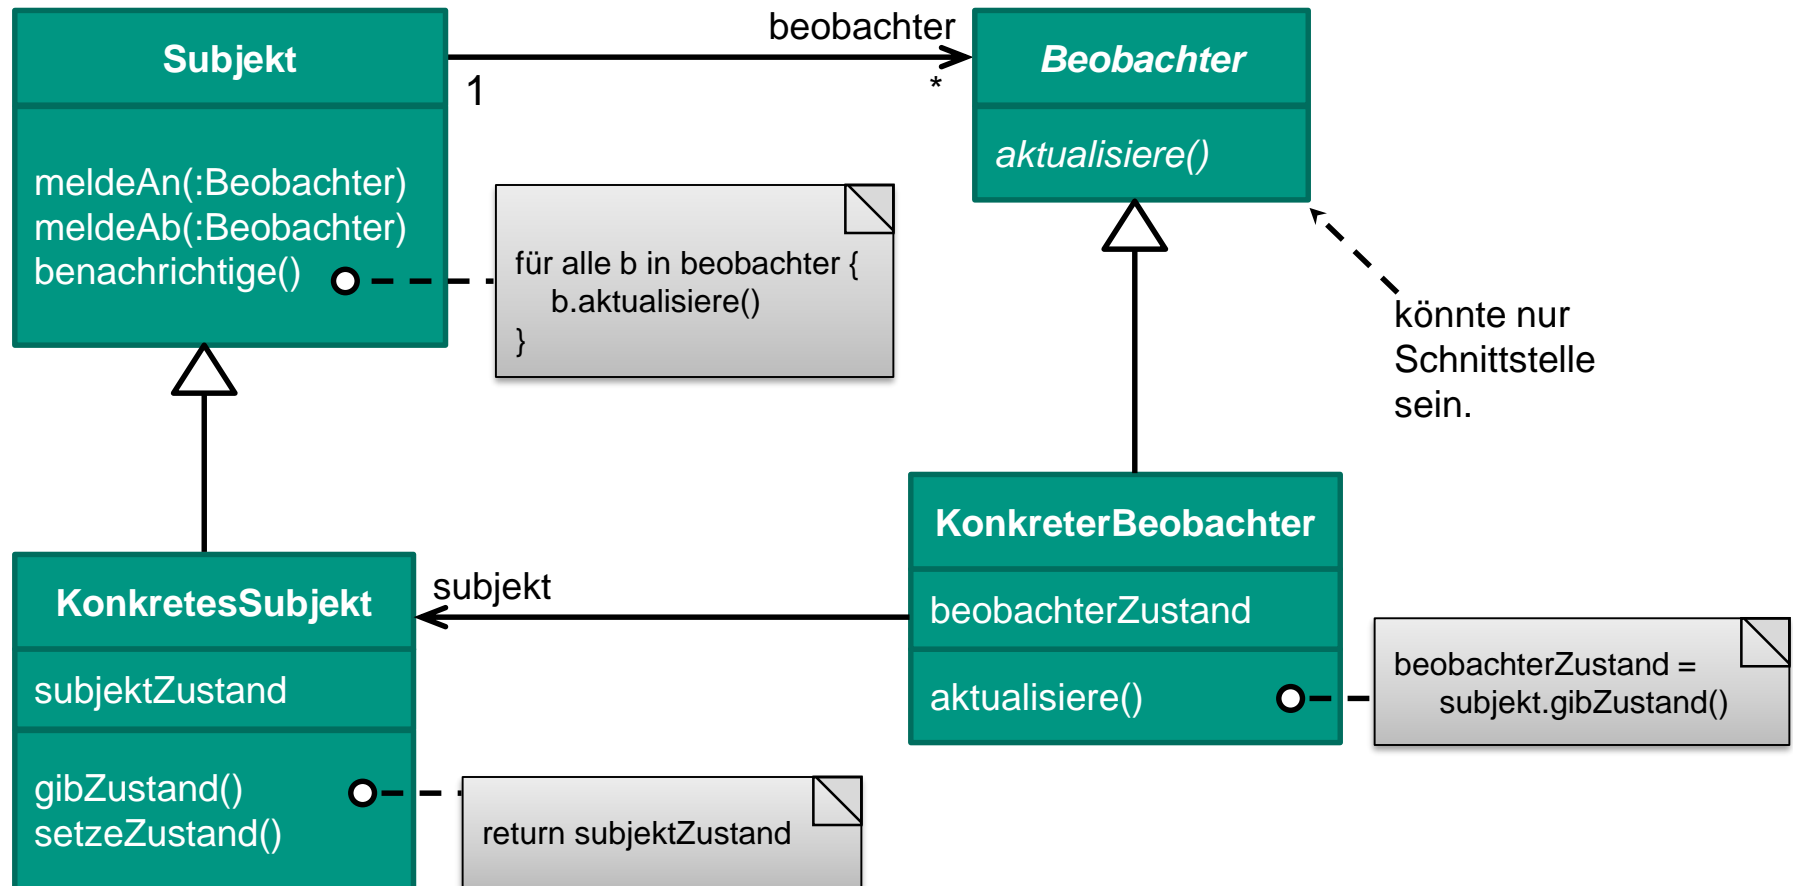 Subjekt
meldeAn(:Beobachter)
meldeAb(:Beobachter)
benachrichtige()
beobachter
1
*
Beobachter
aktualisiere()
für alle b in beobachter {
b.aktualisiere()
}
könnte nur
Schnittstelle
sein.
KonkretesSubjekt
subjektZustand
gibZustand()
setzeZustand()
subjekt
return subjektZustand
KonkreterBeobachter
beobachterZustand
aktualisiere()
beobachterZustand =
subjekt.gibZustand()